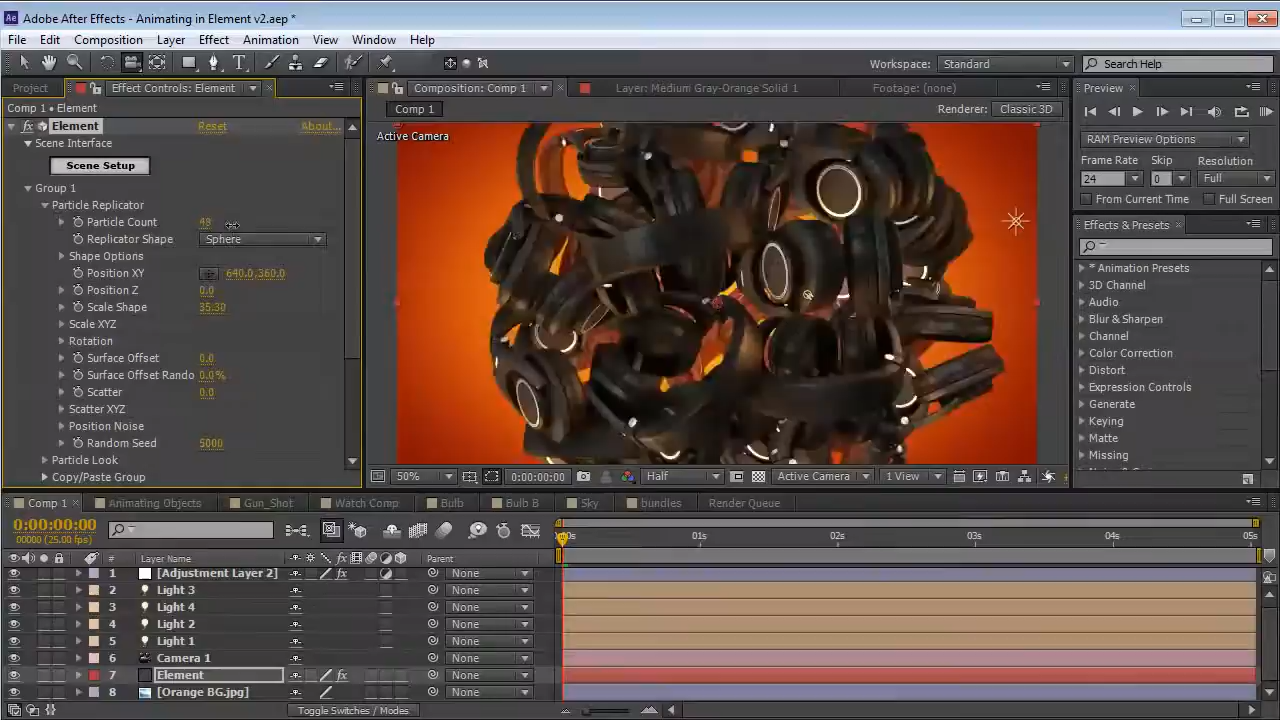 Adobe After Effects - Animating in Element v2.aep *
File Edit Composition Layer Effect Animation View Window Help
Workspace: Standard Search Help
Project Effect Controls: Element Composition: Comp 1 Layer: Medium Gray-Orange Solid 1 Footage: (none) Preview
Comp 1 • Element
Comp 1 Renderer: Classic 3D
fx Element Reset About...
Active Camera
Scene Interface
Scene Setup
Group 1
Particle Replicator
Particle Count 48
Replicator Shape Sphere
Shape Options
Position XY 640.0,360.0
Position Z 0.0
Scale Shape 35.30
Scale XYZ
Rotation
Surface Offset 0.0
Surface Offset Rando 0.0%
Scatter 0.0
Scatter XYZ
Position Noise
Random Seed 5000
Particle Look
Copy/Paste Group
50% 0:00:00:00 Half Active Camera 1 View
RAM Preview Options
Frame Rate Skip Resolution
24 0 Full
From Current Time Full Screen
Effects & Presets
* Animation Presets
3D Channel
Audio
Blur & Sharpen
Channel
Color Correction
Distort
Expression Controls
Generate
Keying
Matte
Missing
Comp 1 Animating Objects Gun_Shot Watch Comp Bulb Bulb B Sky bundles Render Queue
0:00:00:00
00000 (25.00 fps)
01s 02s 03s 04s 05s
# Layer Name fx Parent
1 [Adjustment Layer 2] fx None
2 Light 3 None
3 Light 4 None
4 Light 2 None
5 Light 1 None
6 Camera 1 None
7 Element fx None
8 [Orange BG.jpg] None
Toggle Switches / Modes